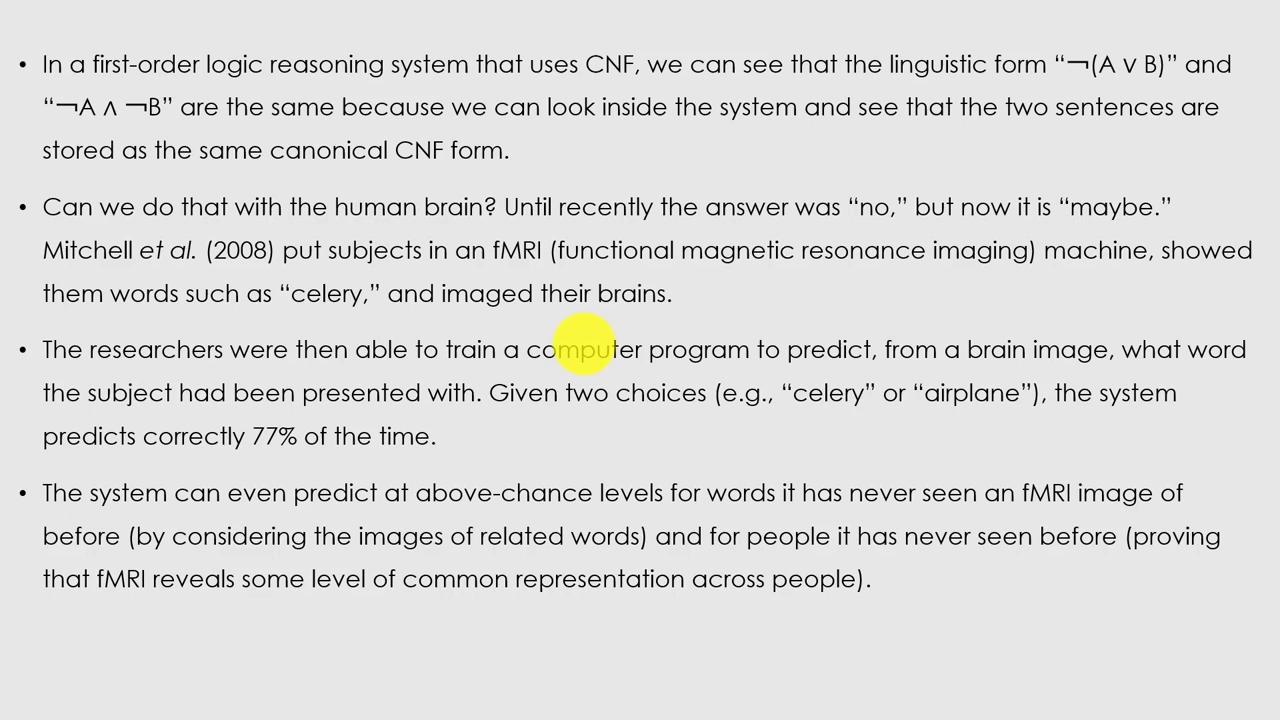 • In a first-order logic reasoning system that uses CNF, we can see that the linguistic form “¬(A ∨ B)” and
“¬A ∧ ¬B” are the same because we can look inside the system and see that the two sentences are
stored as the same canonical CNF form.
• Can we do that with the human brain? Until recently the answer was “no,” but now it is “maybe.”
Mitchell et al. (2008) put subjects in an fMRI (functional magnetic resonance imaging) machine, showed
them words such as “celery,” and imaged their brains.
• The researchers were then able to train a computer program to predict, from a brain image, what word
the subject had been presented with. Given two choices (e.g., “celery” or “airplane”), the system
predicts correctly 77% of the time.
• The system can even predict at above-chance levels for words it has never seen an fMRI image of
before (by considering the images of related words) and for people it has never seen before (proving
that fMRI reveals some level of common representation across people).